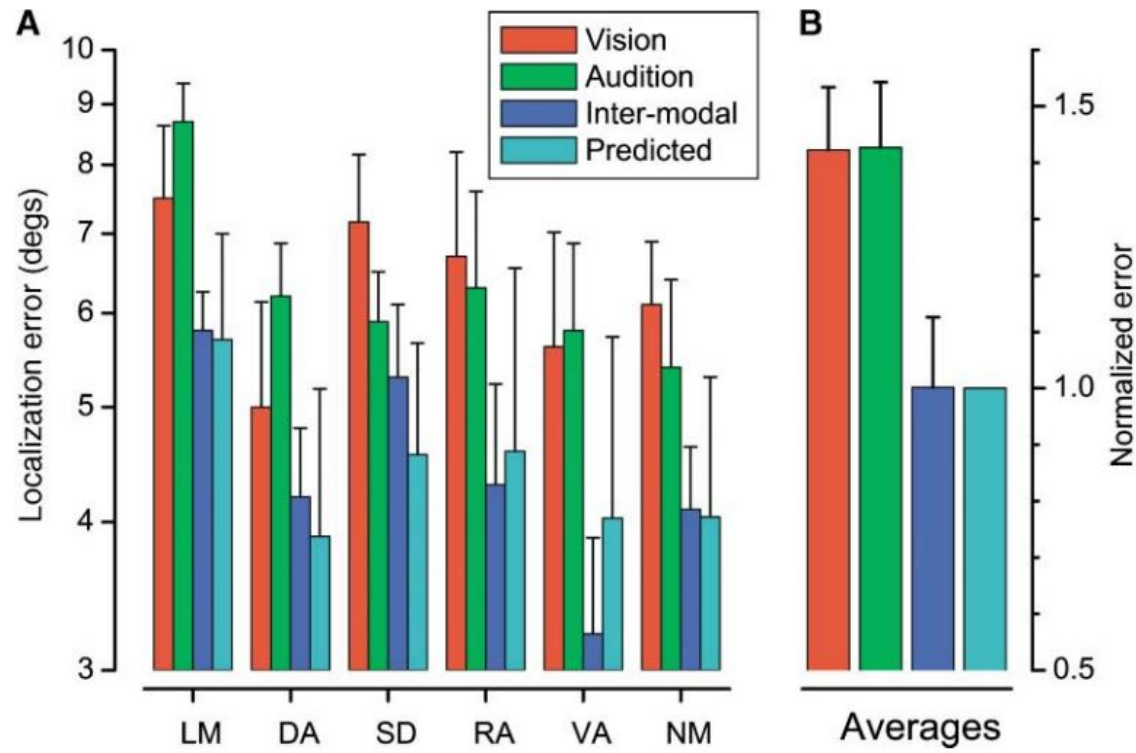 A
B
Vision
Audition
Inter-modal
Predicted
Localization error (degs)
10
9
8
7
6
5
4
3
LM DA SD RA VA NM
Averages
1.5
1.0
0.5
Normalized error